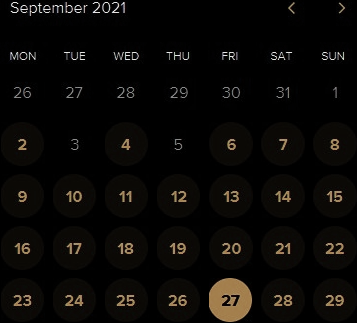 September 2021
MON TUE WED THU FRI SAT SUN
26 27 28 29 30 31 1
2 3 4 5 6 7 8
9 10 11 12 13 14 15
16 17 18 19 20 21 22
23 24 25 26 27 28 29